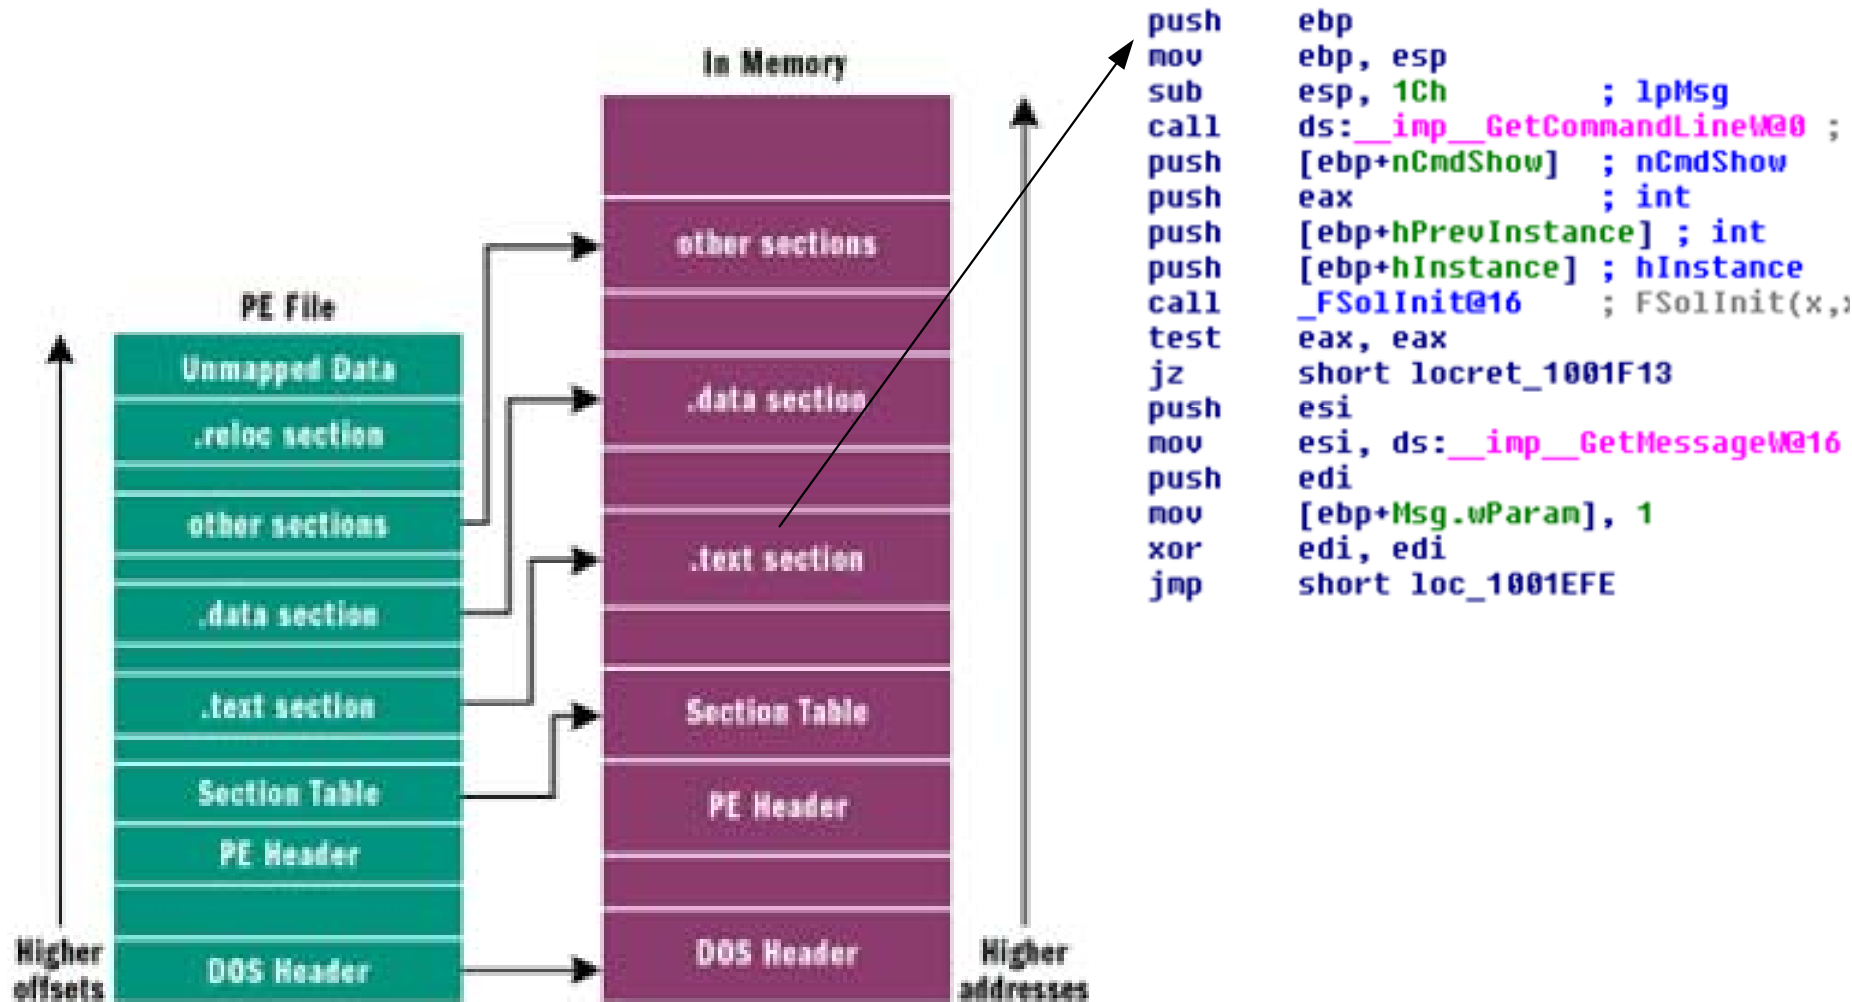 PE File
Unmapped Data
.reloc section
other sections
.data section
.text section
Section Table
PE Header
DOS Header
Higher
offsets
In Memory
other sections
.data section
.text section
Section Table
PE Header
DOS Header
Higher
addresses
push ebp
mov ebp, esp
sub esp, 1Ch ; lpMsg
call ds:__imp__GetCommandLineW@0 ;
push [ebp+nCmdShow] ; nCmdShow
push eax ; int
push [ebp+hPrevInstance] ; int
push [ebp+hInstance] ; hInstance
call _FSolInit@16 ; FSolInit(x,x
test eax, eax
jz short locret_1001F13
push esi
mov esi, ds:__imp__GetMessageW@16
push edi
mov [ebp+Msg.wParam], 1
xor edi, edi
jmp short loc_1001EFE